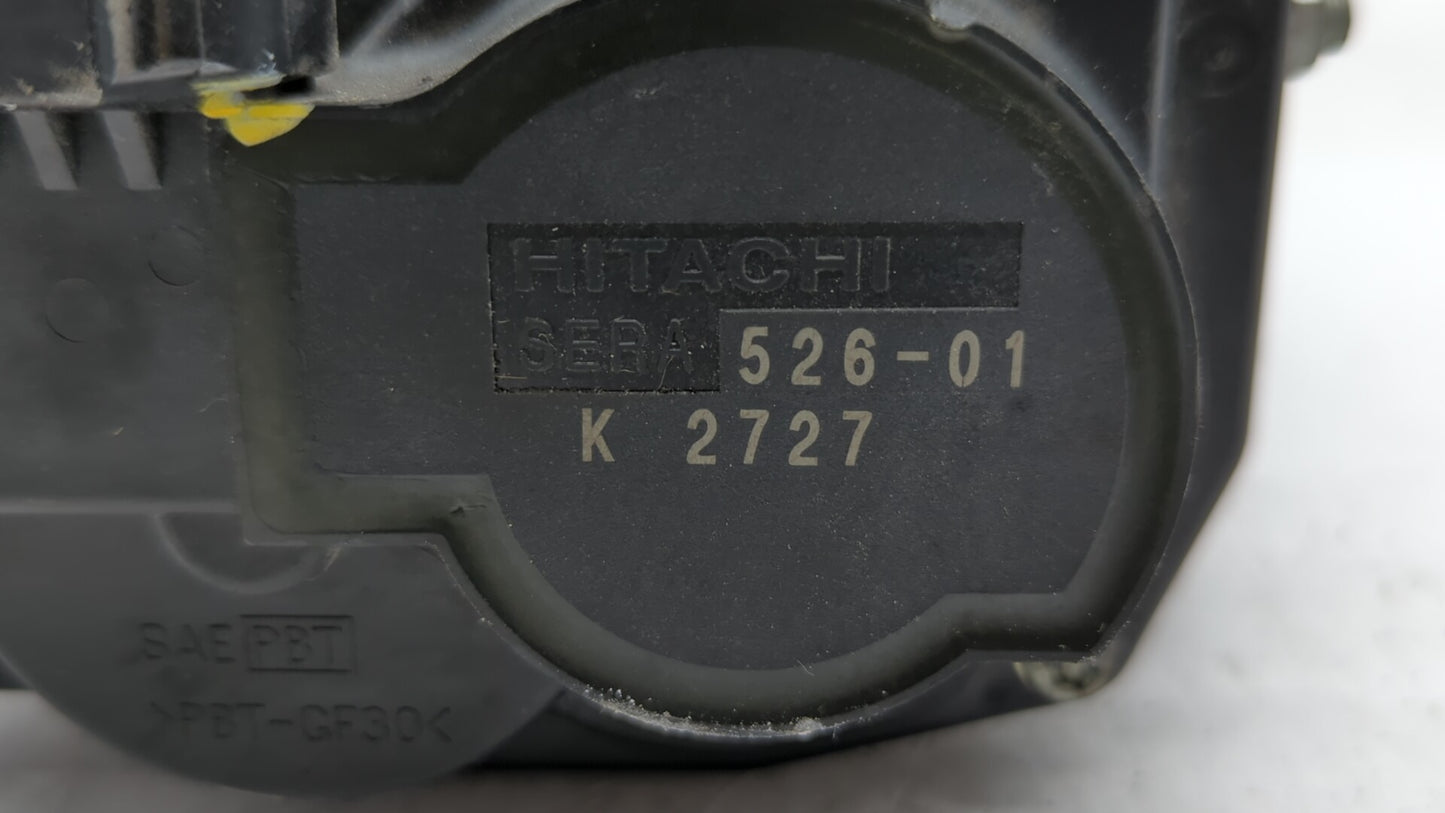 HITACHI
SERA 526-01
K 2727
SAE PBT
>PBT-GF30<